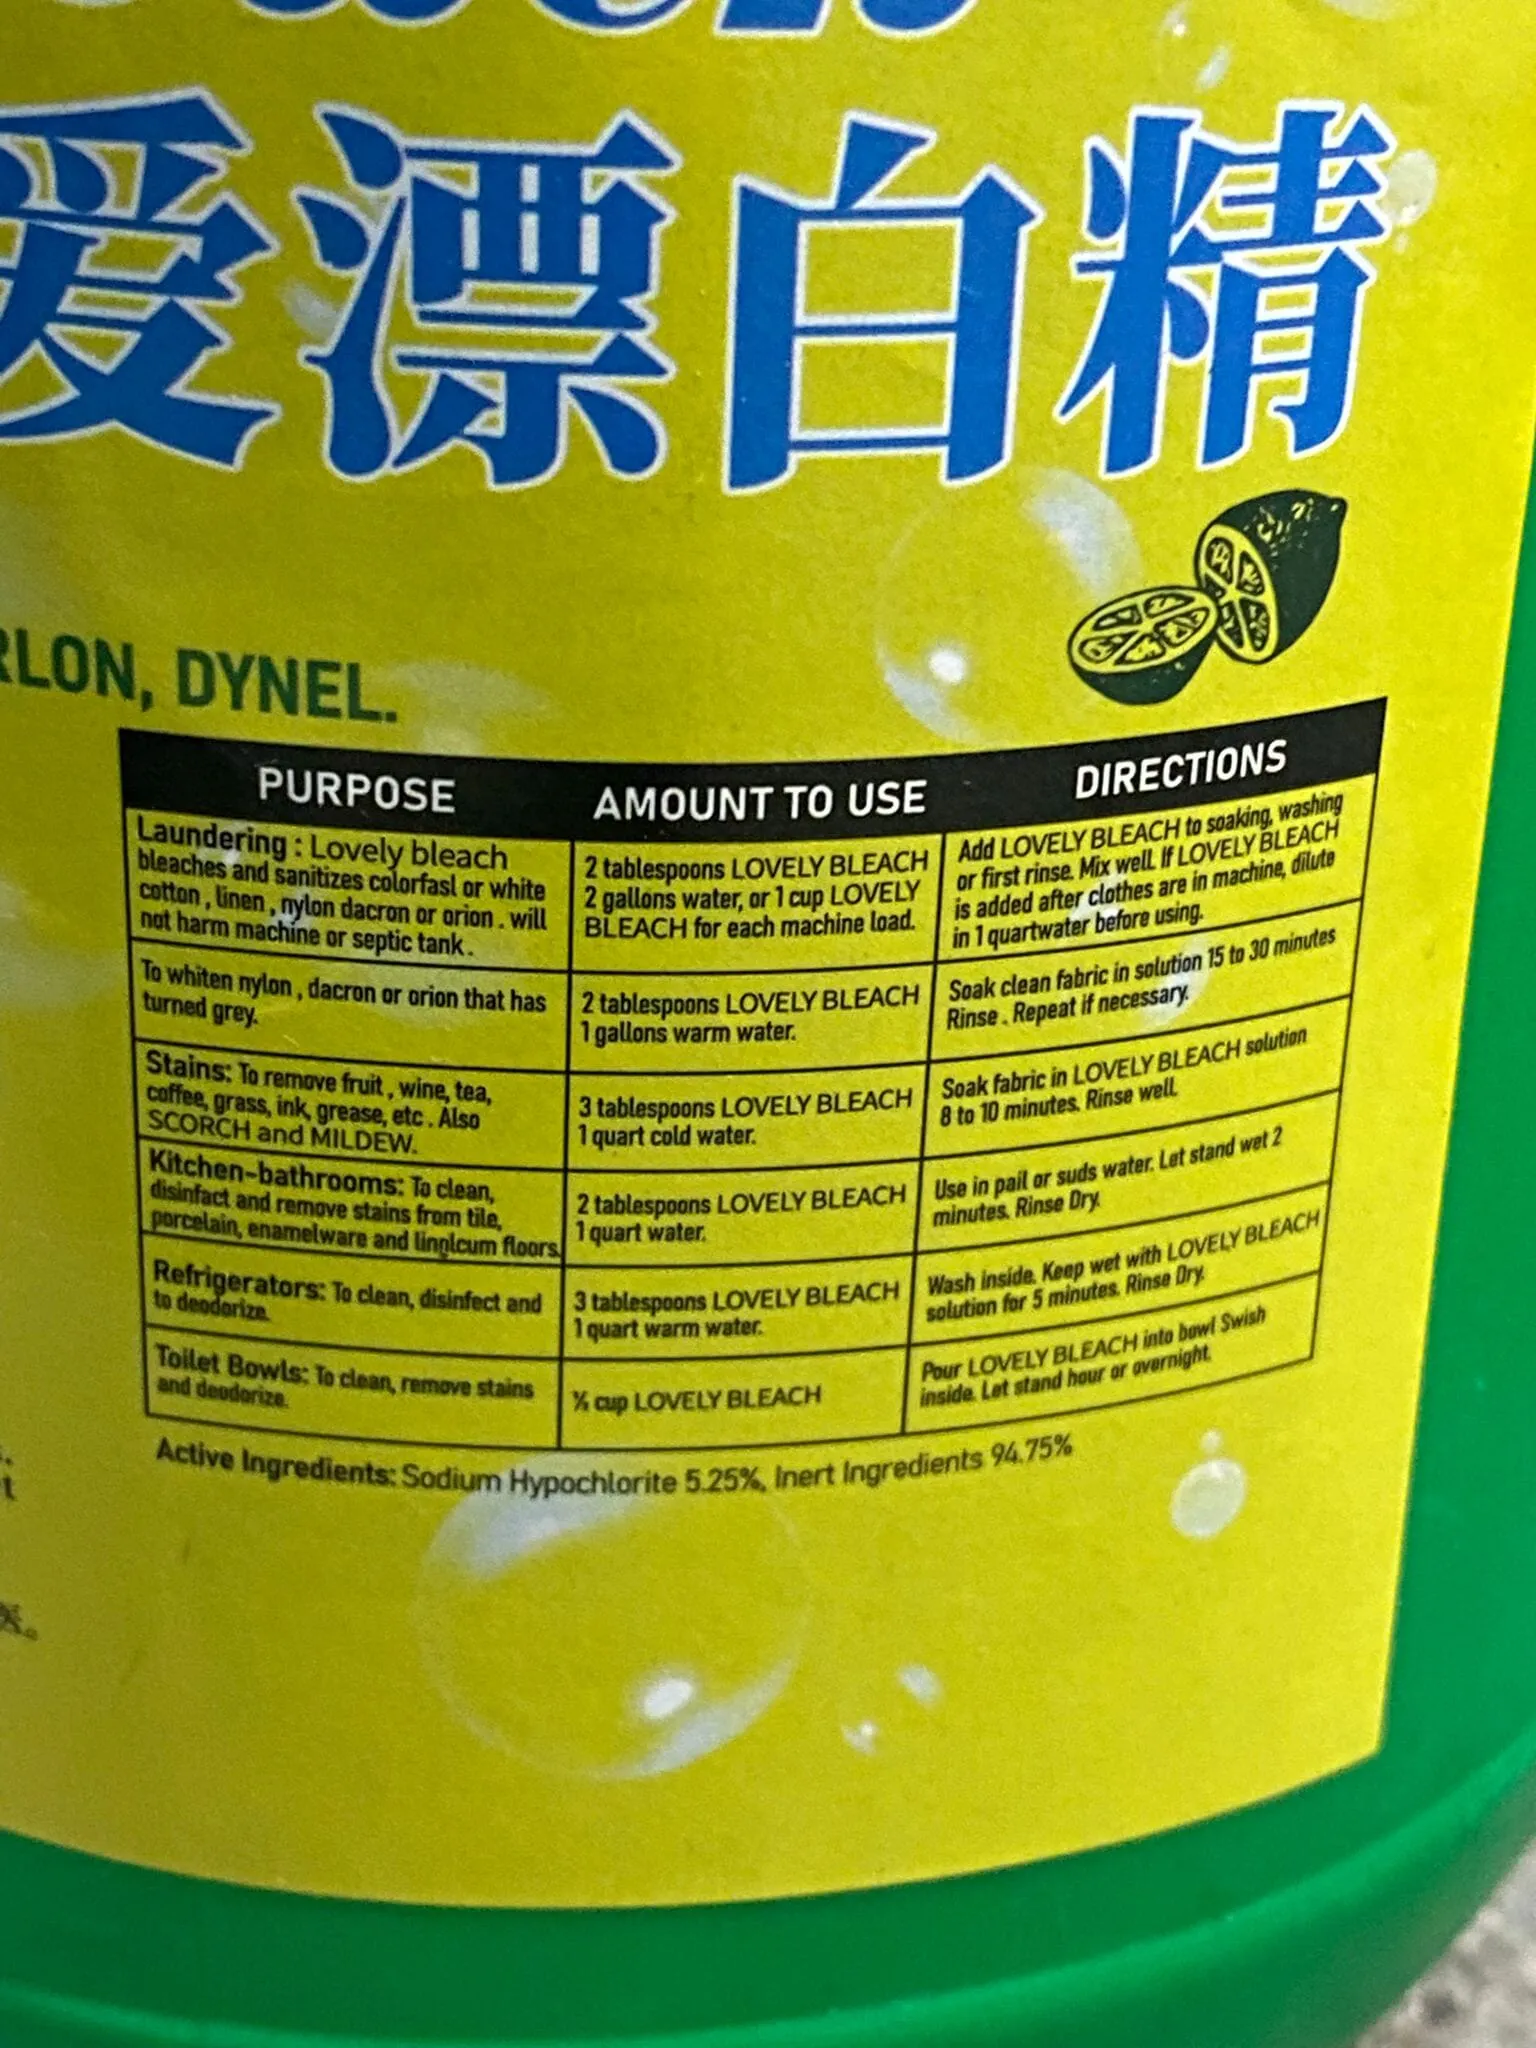 爱漂白精
RLON, DYNEL.
PURPOSE
AMOUNT TO USE
DIRECTIONS
Laundering : Lovely bleach
bleaches and sanitizes colorfasl or white
cotton , linen , nylon dacron or orion . will
not harm machine or septic tank .
2 tablespoons LOVELY BLEACH
2 gallons water, or 1 cup LOVELY
BLEACH for each machine load.
Add LOVELY BLEACH to soaking, washing
or first rinse. Mix well. If LOVELY BLEACH
is added after clothes are in machine, dilute
in 1 quartwater before using.
To whiten nylon , dacron or orion that has
turned grey.
2 tablespoons LOVELY BLEACH
1 gallons warm water.
Soak clean fabric in solution 15 to 30 minutes
Rinse . Repeat if necessary.
Stains: To remove fruit , wine, tea,
coffee, grass, ink, grease, etc . Also
SCORCH and MILDEW.
3 tablespoons LOVELY BLEACH
1 quart cold water.
Soak fabric in LOVELY BLEACH solution
8 to 10 minutes. Rinse well.
Kitchen-bathrooms: To clean,
disinfact and remove stains from tile,
porcelain, enamelware and linolcum floors.
2 tablespoons LOVELY BLEACH
1 quart water.
Use in pail or suds water. Let stand wet 2
minutes. Rinse Dry.
Refrigerators: To clean, disinfect and
to deodorize.
3 tablespoons LOVELY BLEACH
1 quart warm water.
Wash inside. Keep wet with LOVELY BLEACH
solution for 5 minutes. Rinse Dry.
Toilet Bowls: To clean, remove stains
and deodorize.
cup LOVELY BLEACH
Pour LOVELY BLEACH into bowl Swish
inside. Let stand hour or overnight.
Active Ingredients: Sodium Hypochlorite 5.25%, Inert Ingredients 94.75%